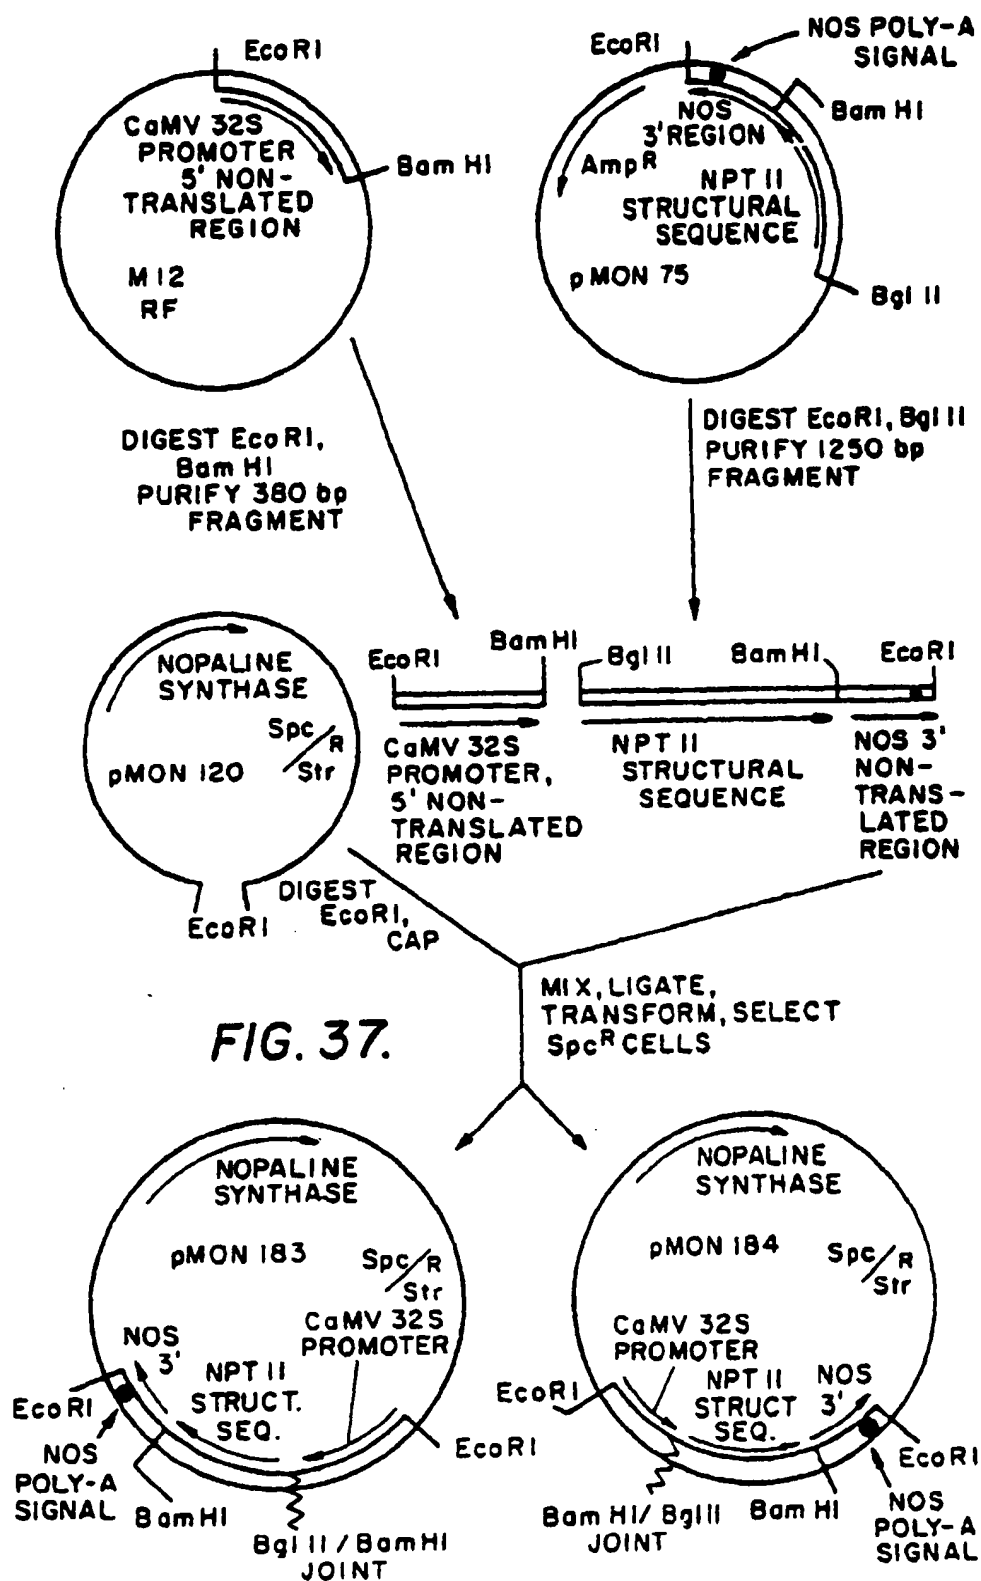 EcoRI
CaMV 32S
PROMOTER
5' NON-
TRANSLATED
REGION
Bam HI
M12
RF
EcoRI
NOS POLY-A
SIGNAL
Bam HI
NOS
3' REGION
AmpR
NPT II
STRUCTURAL
SEQUENCE
pMON 75
Bgl II
DIGEST EcoRI,
Bam HI
PURIFY 380 bp
FRAGMENT
DIGEST EcoRI, Bgl II
PURIFY 1250 bp
FRAGMENT
NOPALINE
SYNTHASE
Spc/R
Str
pMON 120
EcoRI
EcoRI
BamHI
CaMV 32S
PROMOTER,
5' NON-
TRANSLATED
REGION
Bgl II
BamHI
EcoRI
NPT II
STRUCTURAL
SEQUENCE
NOS 3'
NON-
TRANS-
LATED
REGION
DIGEST
EcoRI,
CAP
MIX, LIGATE,
TRANSFORM, SELECT
SpcR CELLS
FIG. 37.
NOPALINE
SYNTHASE
pMON 183
Spc/R
Str
CaMV 32S
PROMOTER
NOS
3'
NPT II
STRUCT.
SEQ.
EcoRI
NOS
POLY-A
SIGNAL
BamHI
Bgl II / BamHI
JOINT
EcoRI
NOPALINE
SYNTHASE
pMON 184
Spc/R
Str
CaMV 32S
PROMOTER
NPT II
STRUCT
SEQ.
NOS
3'
EcoRI
Bam HI/ Bgl II
JOINT
Bam HI
EcoRI
NOS
POLY-A
SIGNAL